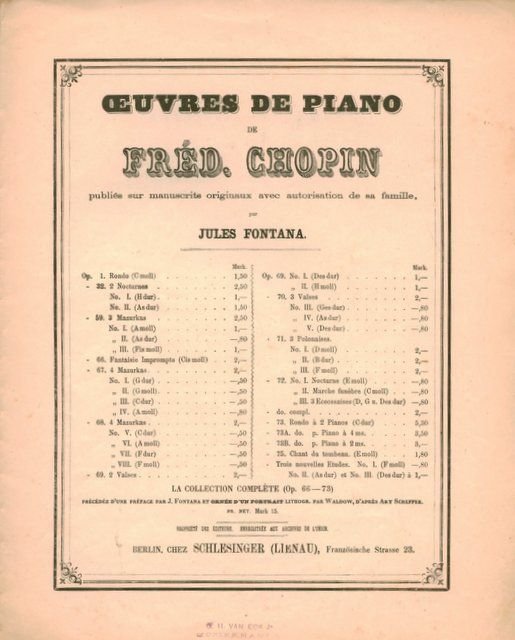 ŒUVRES DE PIANO
DE
FRÉD. CHOPIN
publiés sur manuscrits originaux avec autorisation de sa famille,
par
JULES FONTANA.
Mark.
Op. 1. Rondo (C moll) 1,50
- 32. 2 Nocturnes 2,50
No. I. (H dur) 1,—
No. II. (As dur) 1,50
- 59. 3 Mazurkas 2,50
No. I. (A moll) 1,—
„ II. (As dur) —,80
„ III. (Fis moll) 1,—
- 66. Fantaisie Impromptu (Cis moll) 2,—
- 67. 4 Mazurkas 2,—
No. I. (G dur) —,50
„ II. (G moll) —,50
„ III. (C dur) —,50
„ IV. (A moll) —,80
- 68. 4 Mazurkas 2,—
No. V. (C dur) —,50
„ VI. (A moll) —,50
„ VII. (F dur) —,50
„ VIII. (F moll) —,50
- 69. 2 Valses 2,—
Mark.
Op. 69. No. I. (Des dur) 1,—
„ II. (H moll) 1,—
- 70. 3 Valses 2,—
No. III. (Ges dur) —,80
„ IV. (As dur) —,80
„ V. (Des dur) —,80
- 71. 3 Polonaises.
No. I. (D moll) 2,—
„ II. (B dur) 2,—
„ III. (F moll) 2,—
- 72. No. I. Nocturne (E moll) —,80
„ II. Marche funèbre (C moll) —,80
„ III. 3 Eccossaises (D, G u. Des dur) —,80
- do. compl. 2,—
- 73. Rondo à 2 Pianos (C dur) 5,30
- 73A. do. p. Piano à 4 ms. 3,50
- 73B. do. p. Piano à 2 ms. 3,—
- 75. Chant du tombeau. (E moll) 1,80
- Trois nouvelles Etudes. No. I. (F moll) —,80
No. II. (As dur) et No. III. (Des dur) à 1,—
LA COLLECTION COMPLÈTE (Op. 66—73)
PRÉCÉDÉE D'UNE PRÉFACE PAR J. FONTANA ET ORNÉE D'UN PORTRAIT LITHOGR. PAR WALDOW, D'APRÈS ARY SCHEFFER.
PR. NET. Mark 15.
PROPRIÉTÉ DES ÉDITEURS. ENREGISTRÉE AUX ARCHIVES DE L'UNION.
BERLIN, CHEZ SCHLESINGER (LIENAU), Französische Strasse 23.
H. VAN ECK